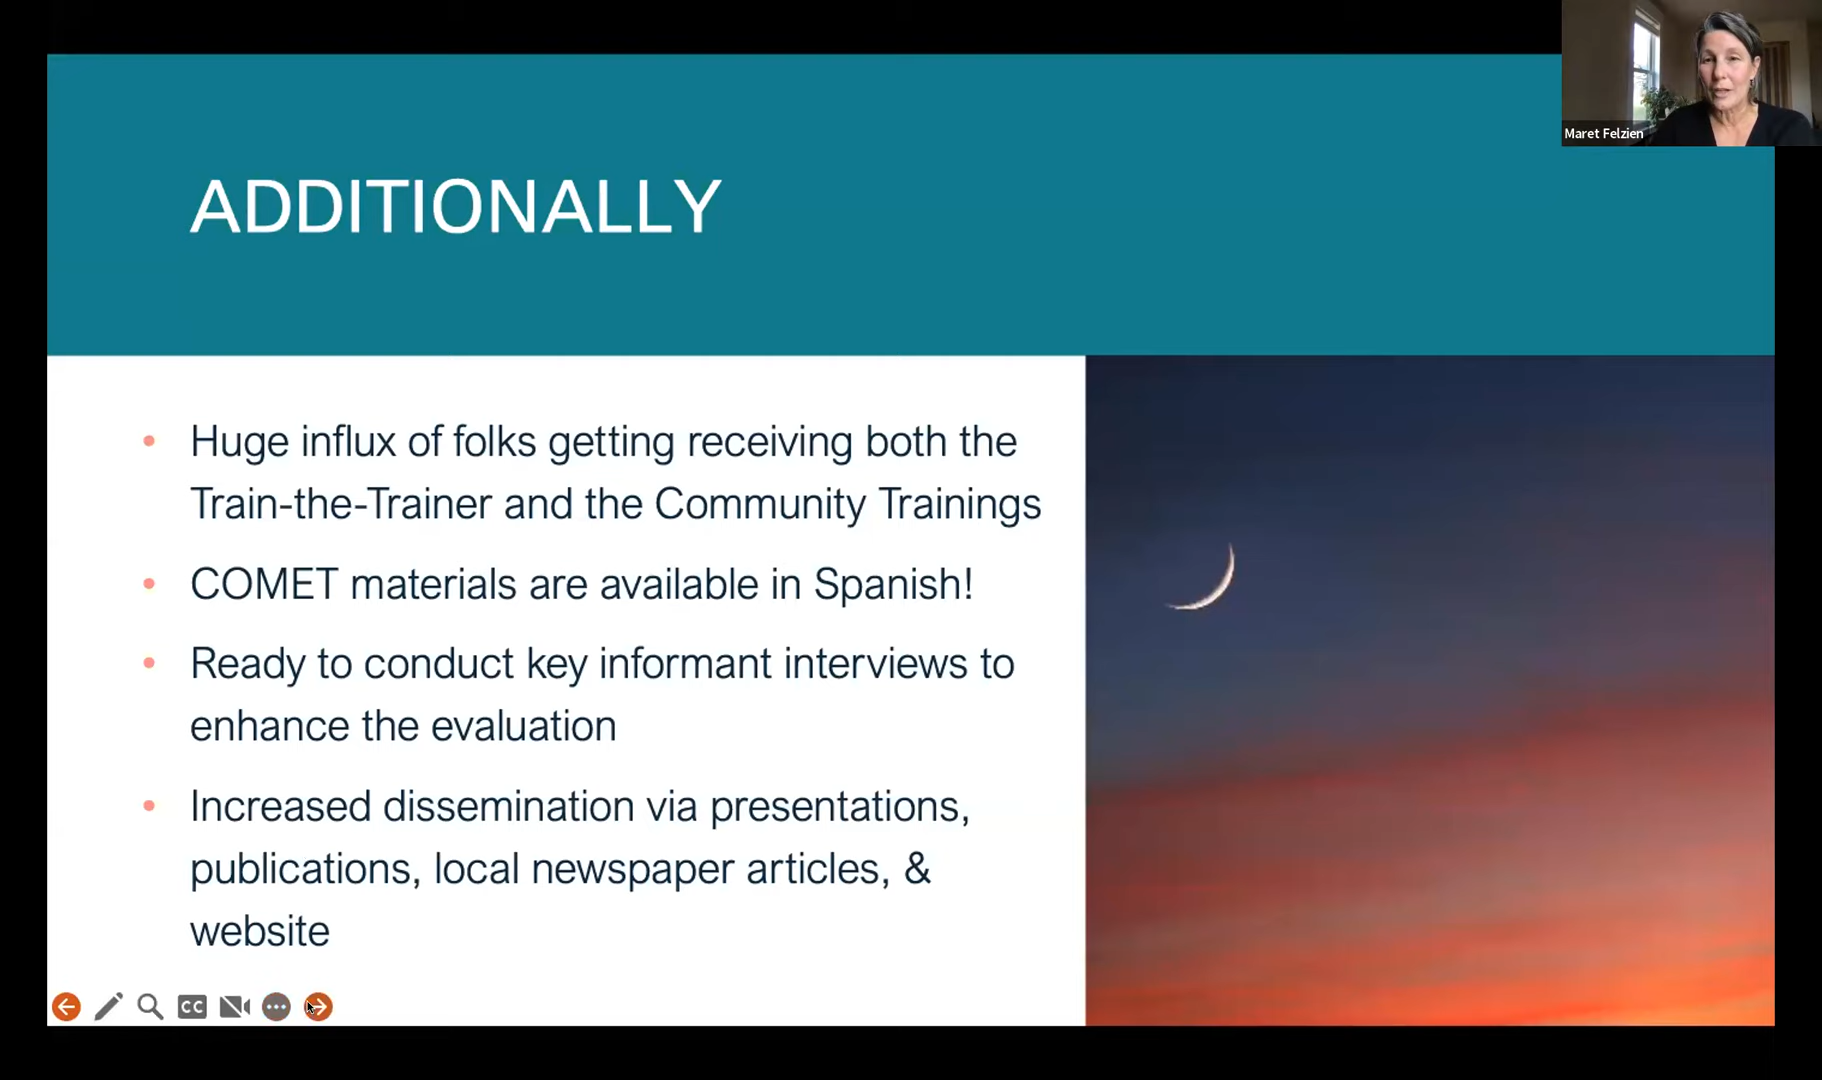 Maret Felzien
ADDITIONALLY
• Huge influx of folks getting receiving both the
Train-the-Trainer and the Community Trainings
• COMET materials are available in Spanish!
• Ready to conduct key informant interviews to
enhance the evaluation
• Increased dissemination via presentations,
publications, local newspaper articles, &
website
CC